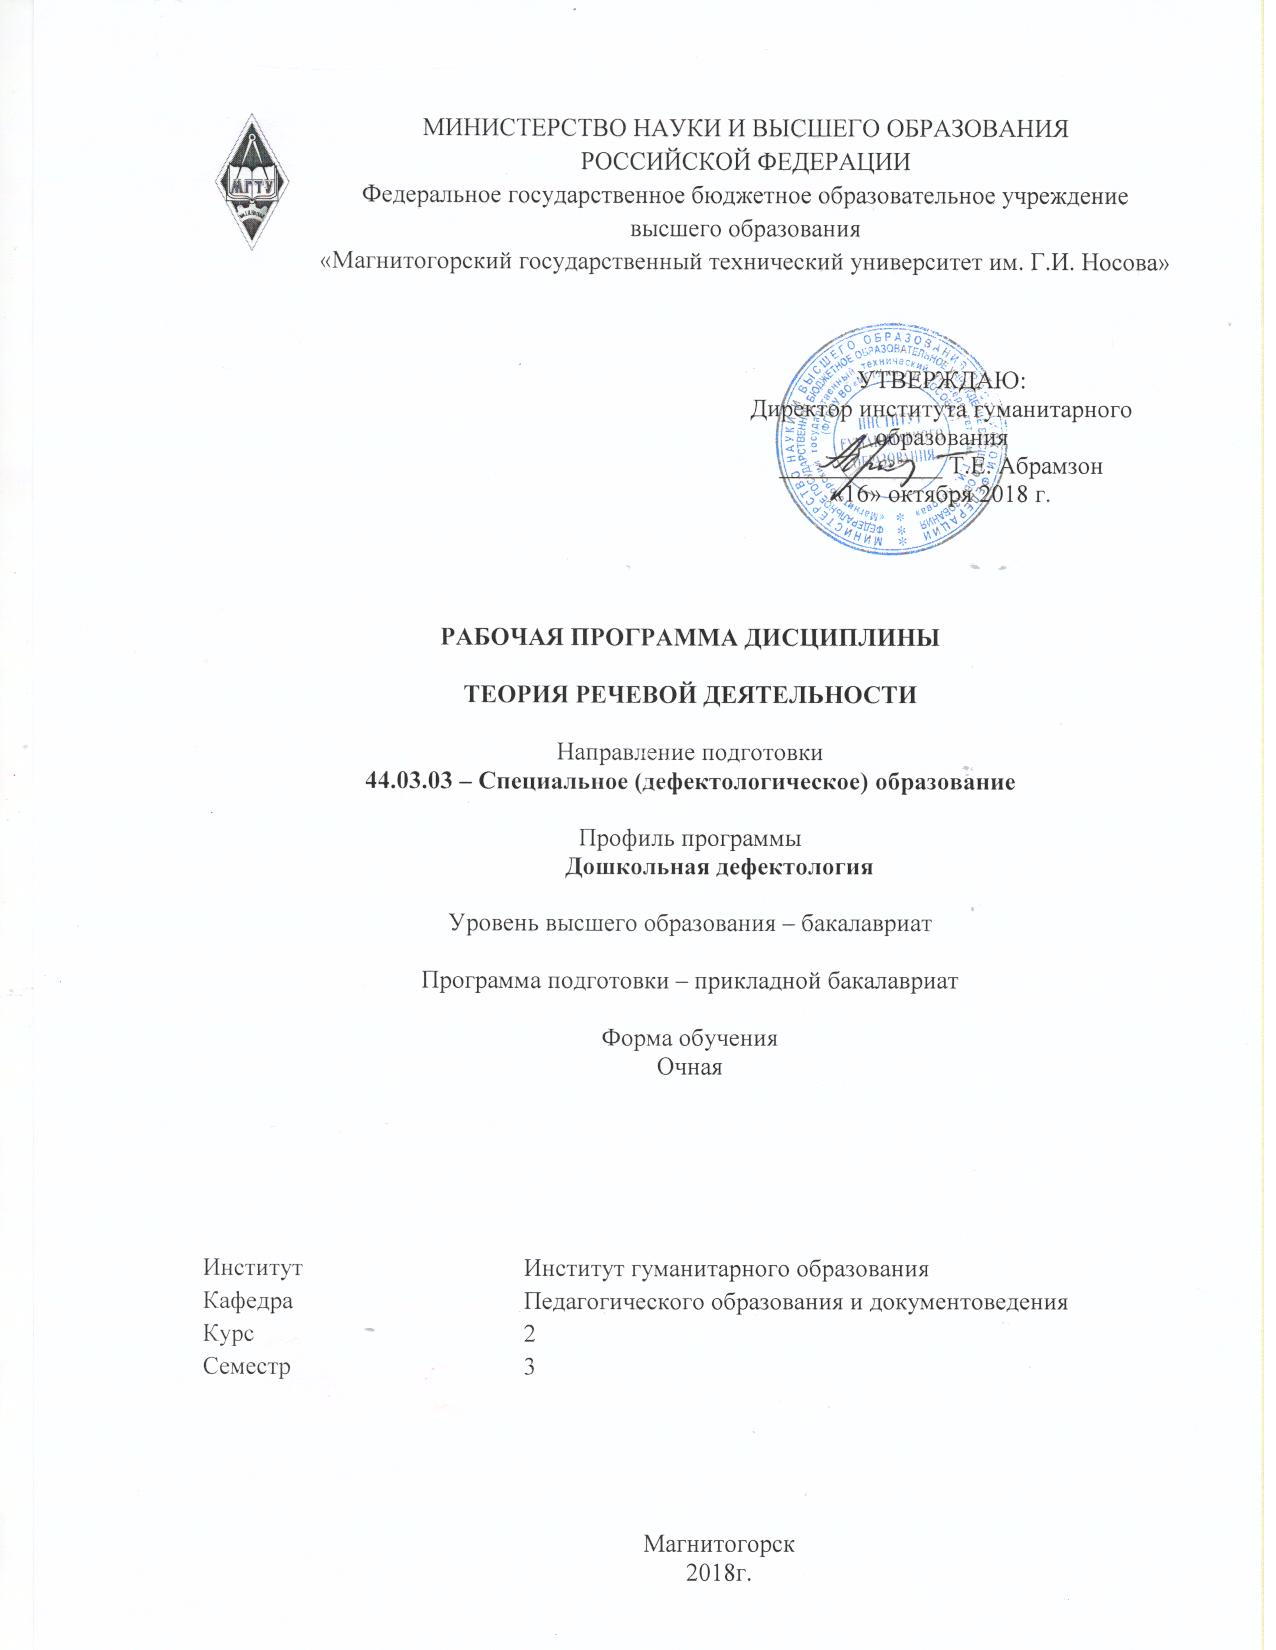 МИНИСТЕРСТВО НАУКИ И ВЫСШЕГО ОБРАЗОВАНИЯ
РОССИЙСКОЙ ФЕДЕРАЦИИ
Федеральное государственное бюджетное образовательное учреждение
высшего образования
«Магнитогорский государственный технический университет им. Г.И. Носова»
МГТУ
УТВЕРЖДАЮ:
Директор института гуманитарного
образования
Т.Е. Абрамзон
«16» октября 2018 г.
РАБОЧАЯ ПРОГРАММА ДИСЦИПЛИНЫ
ТЕОРИЯ РЕЧЕВОЙ ДЕЯТЕЛЬНОСТИ
Направление подготовки
44.03.03 – Специальное (дефектологическое) образование
Профиль программы
Дошкольная дефектология
Уровень высшего образования – бакалавриат
Программа подготовки – прикладной бакалавриат
Форма обучения
Очная
Институт Институт гуманитарного образования
Кафедра Педагогического образования и документоведения
Курс 2
Семестр 3
Магнитогорск
2018г.